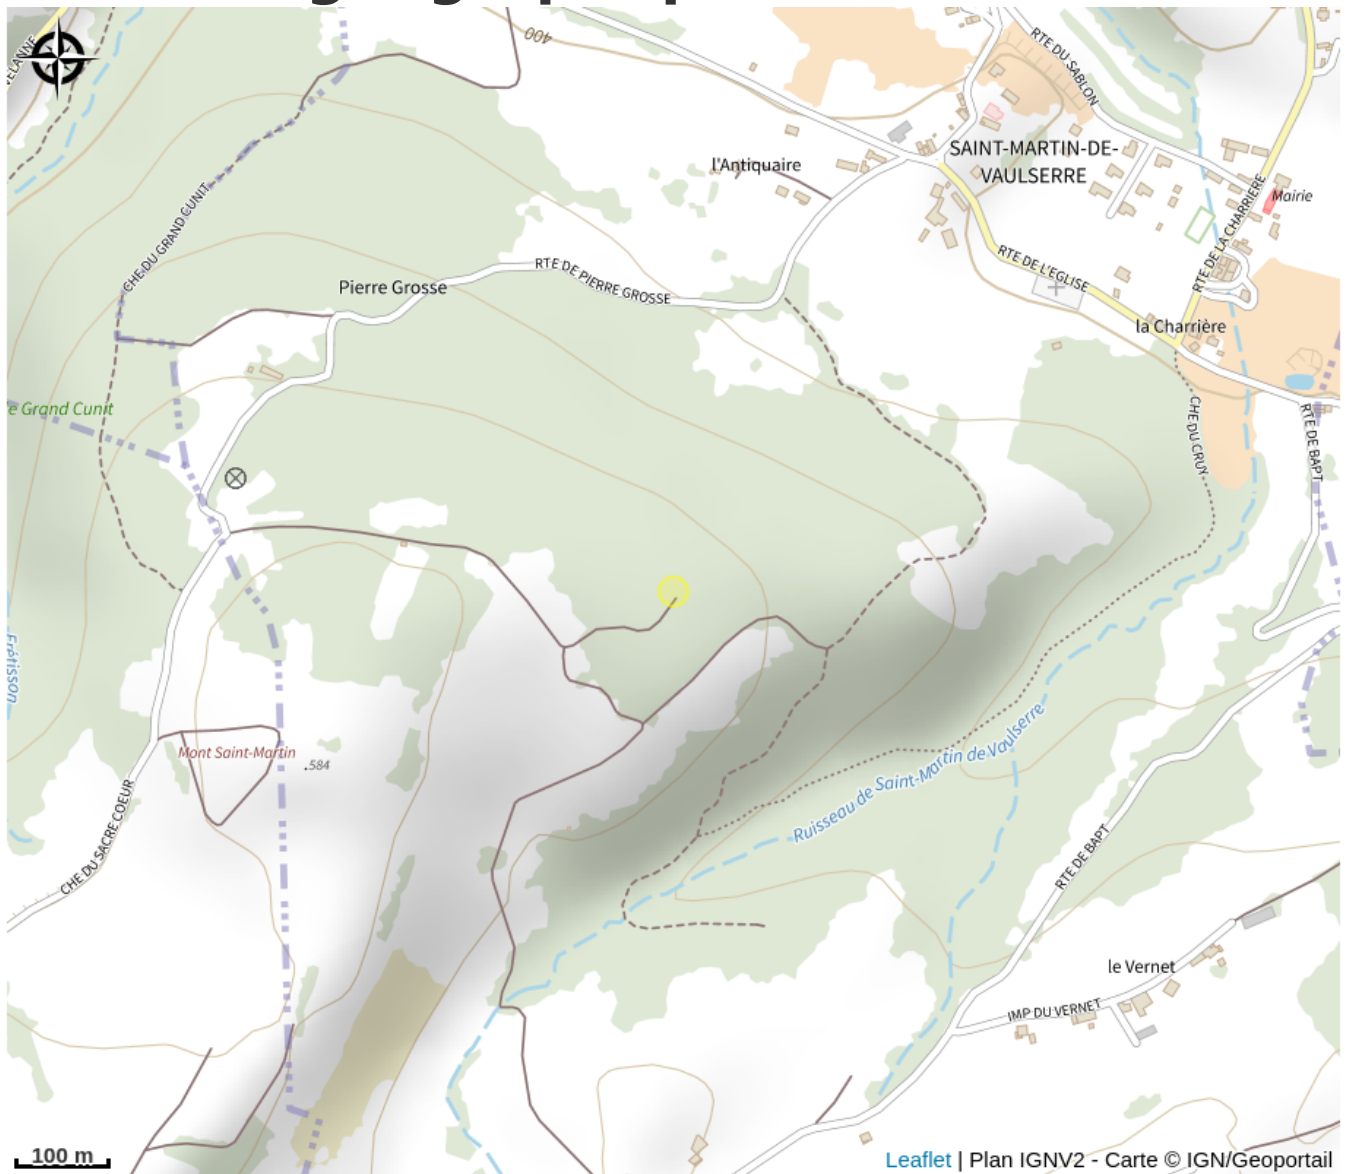 400
RTE DU SABLON
SAINT-MARTIN-DE-
VAULSERRE
l'Antiquaire
Mairie
CHE DU GRAND CUNIT
RTE DE LA CHARRIERE
RTE DE L'EGLISE
RTE DE PIERRE GROSSE
Pierre Grosse
la Charrière
e Grand Cunit
CHE DU CRUY
RTE DE BAPT
Frétisson
Mont Saint-Martin
.584
Ruisseau de Saint-Martin de Vaulserre
CHE DU SACRE COEUR
RTE DE BAPT
le Vernet
IMP DU VERNET
100 m
Leaflet | Plan IGNV2 - Carte © IGN/Geoportail